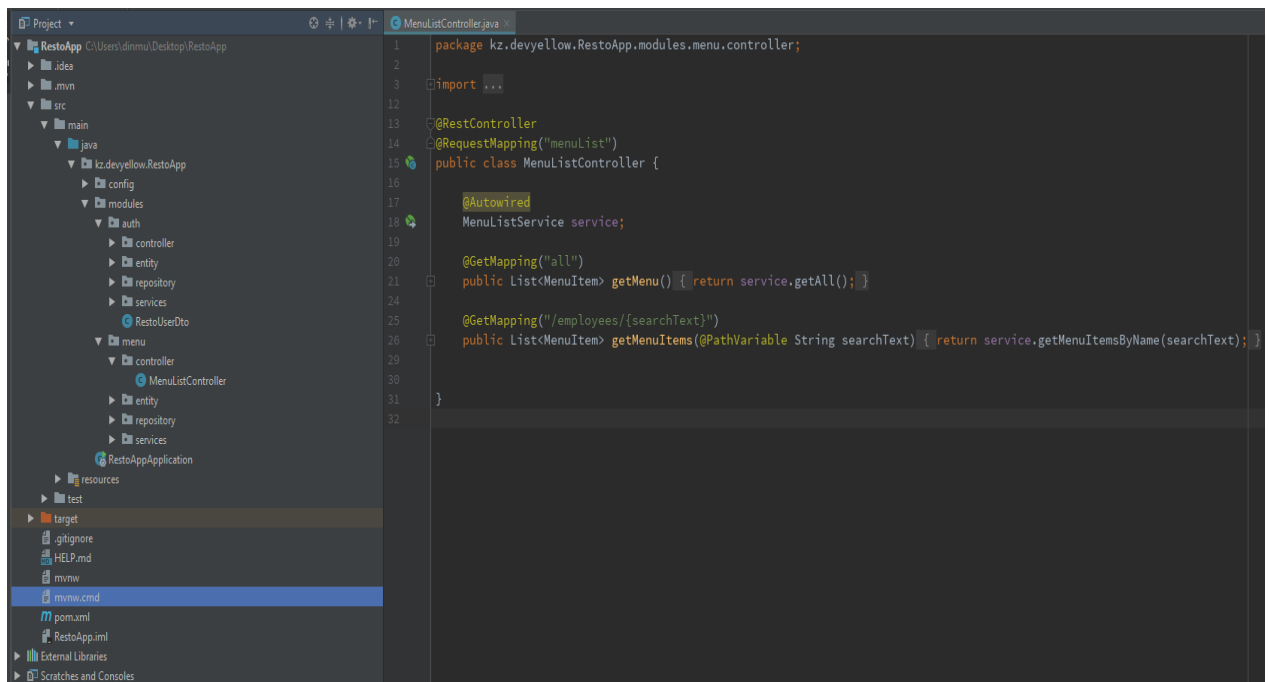 Project
RestoApp C:\Users\dinmu\Desktop\RestoApp
.idea
.mvn
src
main
java
kz.devyellow.RestoApp
config
modules
auth
controller
entity
repository
services
RestoUserDto
menu
controller
MenuListController
entity
repository
services
RestoAppApplication
resources
test
target
.gitignore
HELP.md
mvnw
mvnw.cmd
pom.xml
RestoApp.iml
External Libraries
Scratches and Consoles
MenuListController.java
1 package kz.devyellow.RestoApp.modules.menu.controller;
2
3 import ...
12
13 @RestController
14 @RequestMapping("menuList")
15 public class MenuListController {
16
17 @Autowired
18 MenuListService service;
19
20 @GetMapping("all")
21 public List<MenuItem> getMenu() { return service.getAll(); }
24
25 @GetMapping("/employees/{searchText}")
26 public List<MenuItem> getMenuItems(@PathVariable String searchText) { return service.getMenuItemsByName(searchText); }
29
30
31 }
32